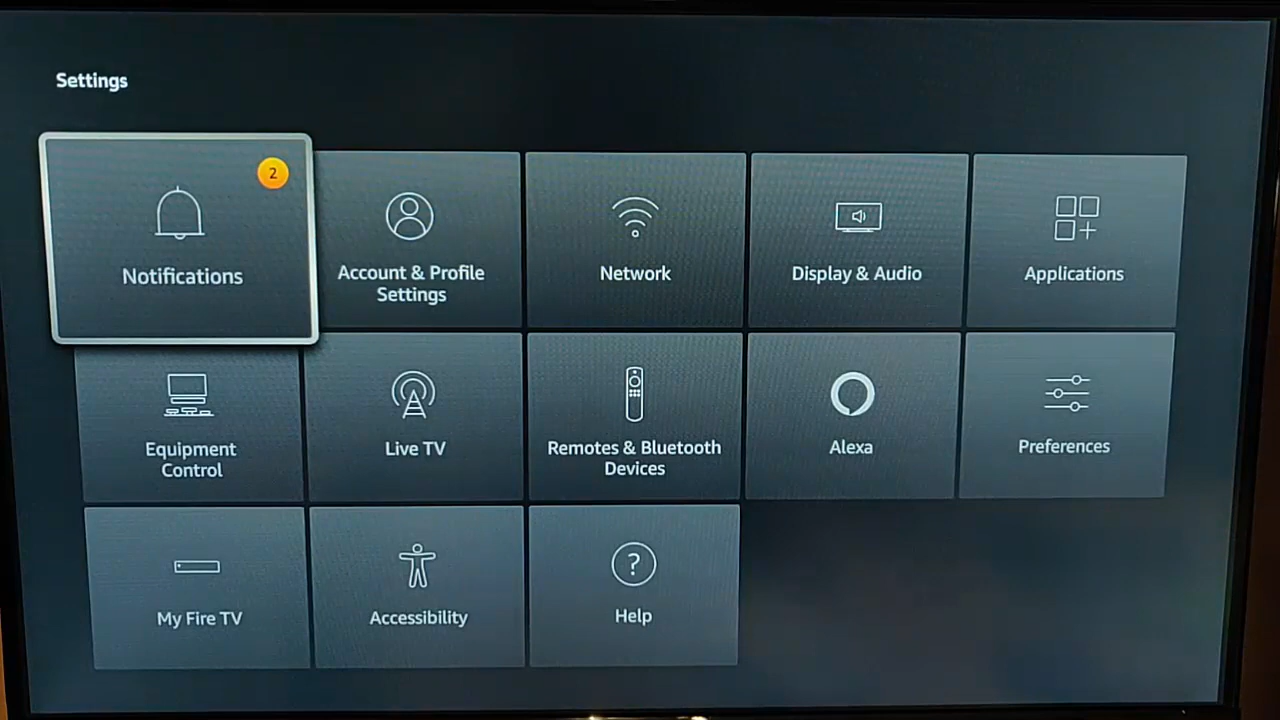 Settings
2
Notifications
Account & Profile
Settings
Network
Display & Audio
Applications
Equipment
Control
Live TV
Remotes & Bluetooth
Devices
Alexa
Preferences
My Fire TV
Accessibility
?
Help